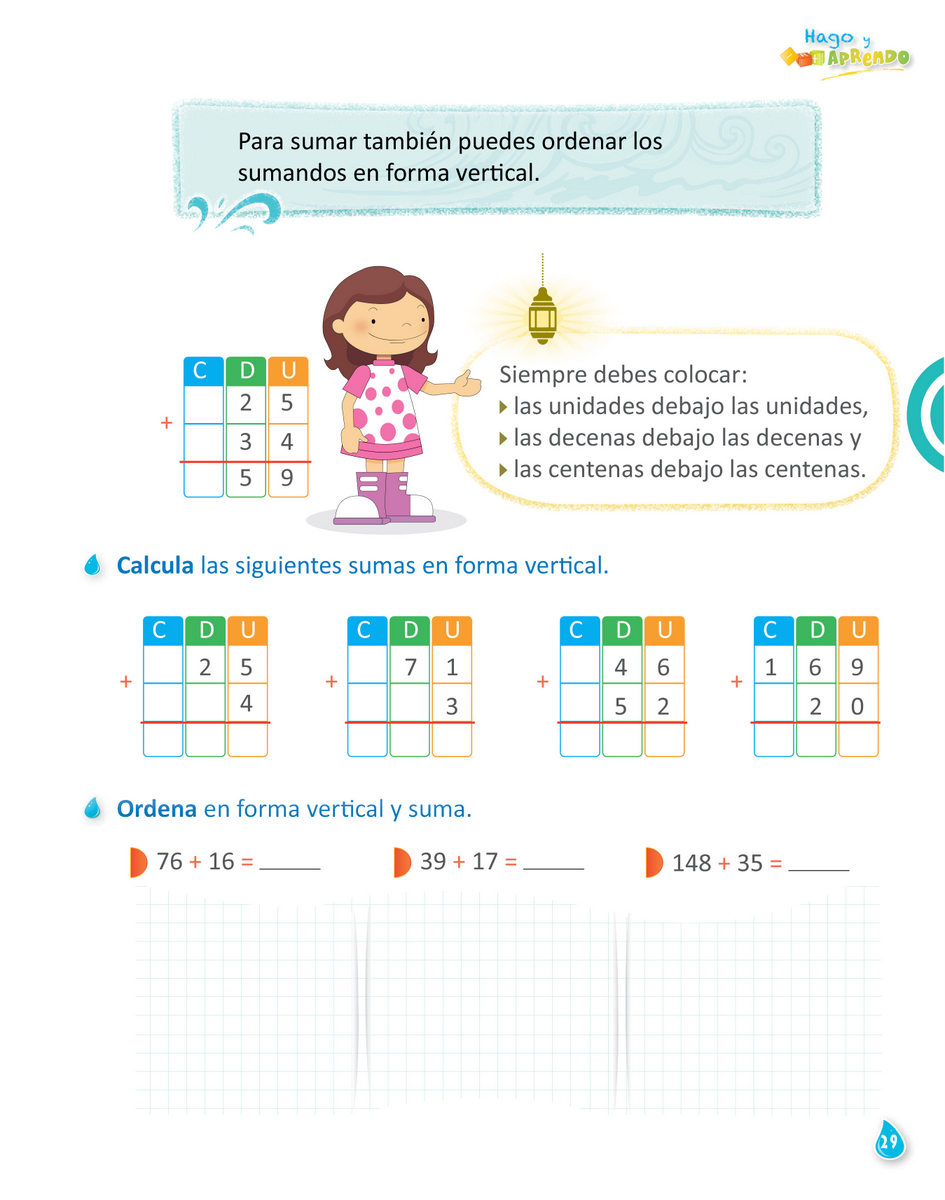 Hago y
APRENDO
Para sumar también puedes ordenar los
sumandos en forma vertical.
C D U
2 5
+
3 4
5 9
Siempre debes colocar:
las unidades debajo las unidades,
las decenas debajo las decenas y
las centenas debajo las centenas.
Calcula las siguientes sumas en forma vertical.
C D U
2 5
+
4
C D U
7 1
+
3
C D U
4 6
+
5 2
C D U
1 6 9
+
2 0
Ordena en forma vertical y suma.
76 + 16 = _____
39 + 17 = _____
148 + 35 = _____
29